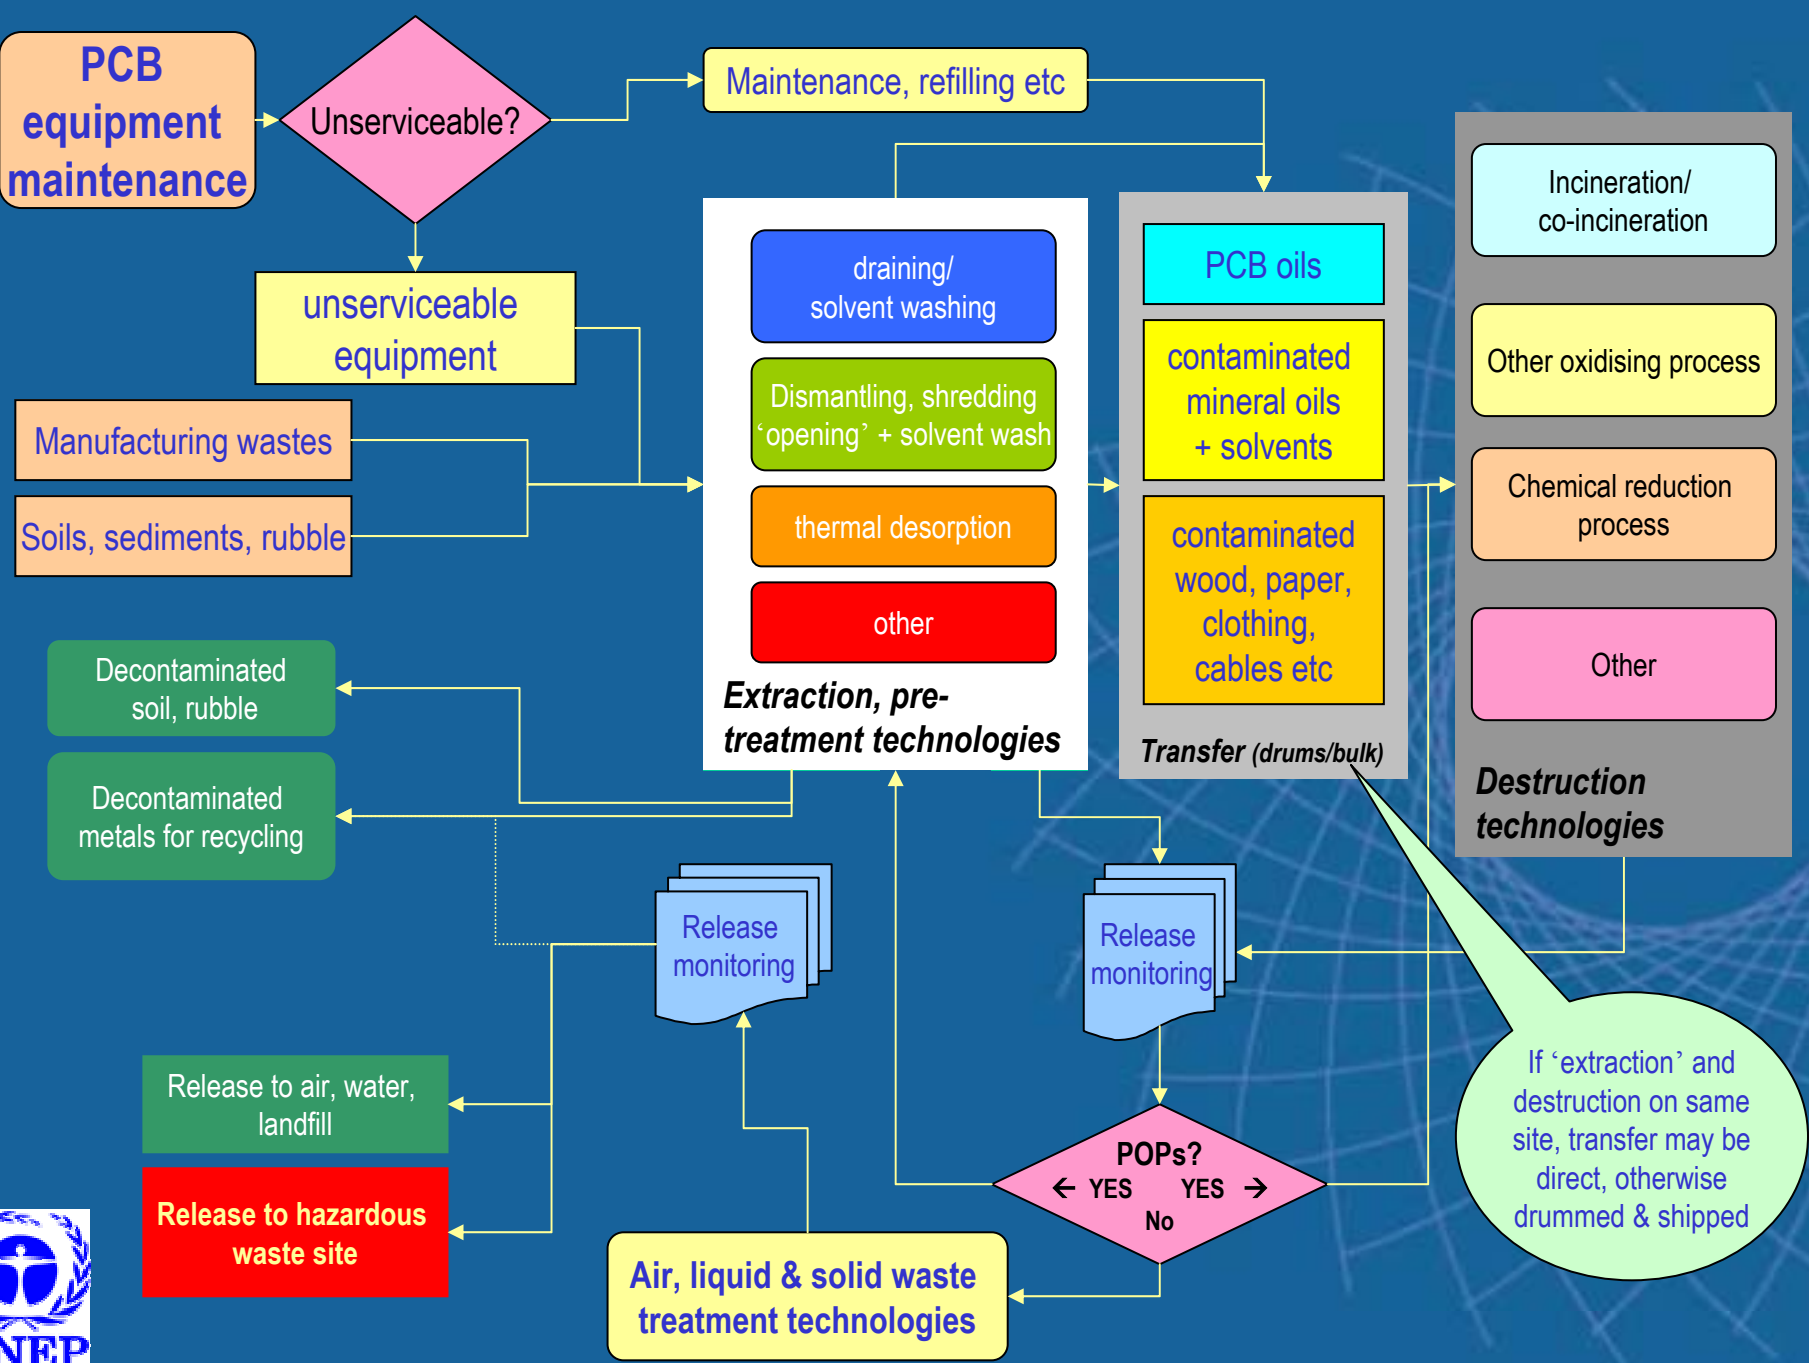 PCB
equipment
maintenance
Unserviceable?
Maintenance, refilling etc
unserviceable
equipment
Manufacturing wastes
Soils, sediments, rubble
draining/
solvent washing
Dismantling, shredding
‘opening’ + solvent wash
thermal desorption
other
Extraction, pre-
treatment technologies
PCB oils
contaminated
mineral oils
+ solvents
contaminated
wood, paper,
clothing,
cables etc
Transfer (drums/bulk)
Incineration/
co-incineration
Other oxidising process
Chemical reduction
process
Other
Destruction
technologies
Decontaminated
soil, rubble
Decontaminated
metals for recycling
Release
monitoring
Release
monitoring
Release to air, water,
landfill
Release to hazardous
waste site
POPs?
← YES YES →
No
Air, liquid & solid waste
treatment technologies
If ‘extraction’ and
destruction on same
site, transfer may be
direct, otherwise
drummed & shipped
NEP